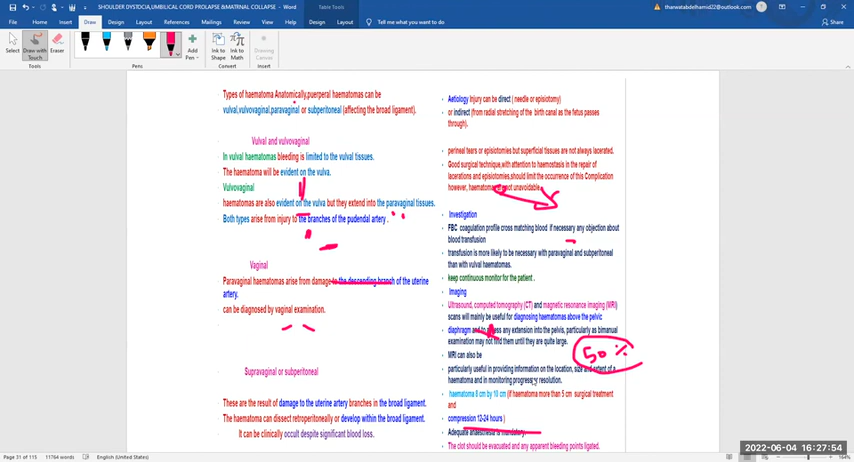 SHOULDER DYSTOCIA,UMBILICAL CORD PROLAPSE &MATRENAL COLLAPSE - Word
Table Tools
tharwatabdelhamid22@outlook.com
File Home Insert Draw Design Layout References Mailings Review View Help Design Layout Tell me what you want to do
Share
Select
Draw with Touch
Eraser
Add Pen
Ink to Shape
Ink to Math
Drawing Canvas
Tools Pens Convert Insert
Types of haematoma Anatomically,puerperal haematomas can be
vulval,vulvovaginal,paravaginal or subperitoneal (affecting the broad ligament).
Vulval and vulvovaginal
In vulval haematomas bleeding is limited to the vulval tissues.
The haematoma will be evident on the vulva.
Vulvovaginal
haematomas are also evident on the vulva but they extend into the paravaginal tissues.
Both types arise from injury to the branches of the pudendal artery .
Vaginal
Paravaginal haematomas arise from damage to the descending branch of the uterine
artery.
can be diagnosed by vaginal examination.
Supravaginal or subperitoneal
These are the result of damage to the uterine artery branches in the broad ligament.
The haematoma can dissect retroperitoneally or develop within the broad ligament.
It can be clinically occult despite significant blood loss.
Aetiology injury can be direct ( needle or episiotomy)
or indirect (from radial stretching of the birth canal as the fetus passes
through).
perineal tears or episiotomies but superficial tissues are not always lacerated.
Good surgical technique,with attention to haemostasis in the repair of
lacerations and episiotomies,should limit the occurrence of this Complication
however, haematoma not unavoidable.
Investigation
FBC coagulation profile cross matching blood if necessary any objection about
blood transfusion
transfusion is more likely to be necessary with paravaginal and subperitoneal
than with vulval haematomas.
keep continuous monitor for the patient .
Imaging
Ultrasound, computed tomography (CT) and magnetic resonance imaging (MRI)
scans will mainly be useful for diagnosing haematomas above the pelvic
diaphragm and to assess any extension into the pelvis, particularly as bimanual
examination may not find them until they are quite large.
50 %
MRI can also be
particularly useful in providing information on the location, size and extent of a
haematoma and in monitoring progress resolution.
haematoma 8 cm by 10 cm (if haematoma more than 5 cm surgical treatment
and
compression 12-24 hours )
Adequate anaesthesia is mandatory.
The clot should be evacuated and any apparent bleeding points ligated.
Page 31 of 115 11764 words English (United States)
164%
2022-06-04 16:27:54